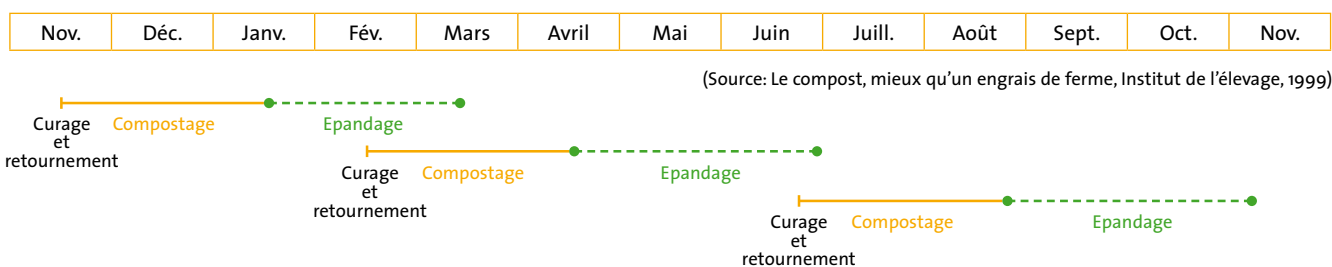 Nov. Déc. Janv. Fév. Mars Avril Mai Juin Juill. Août Sept. Oct. Nov.
(Source: Le compost, mieux qu'un engrais de ferme, Institut de l'élevage, 1999)
Curage
et
retournement
Compostage
Epandage
Curage
et
retournement
Compostage
Epandage
Curage
et
retournement
Compostage
Epandage